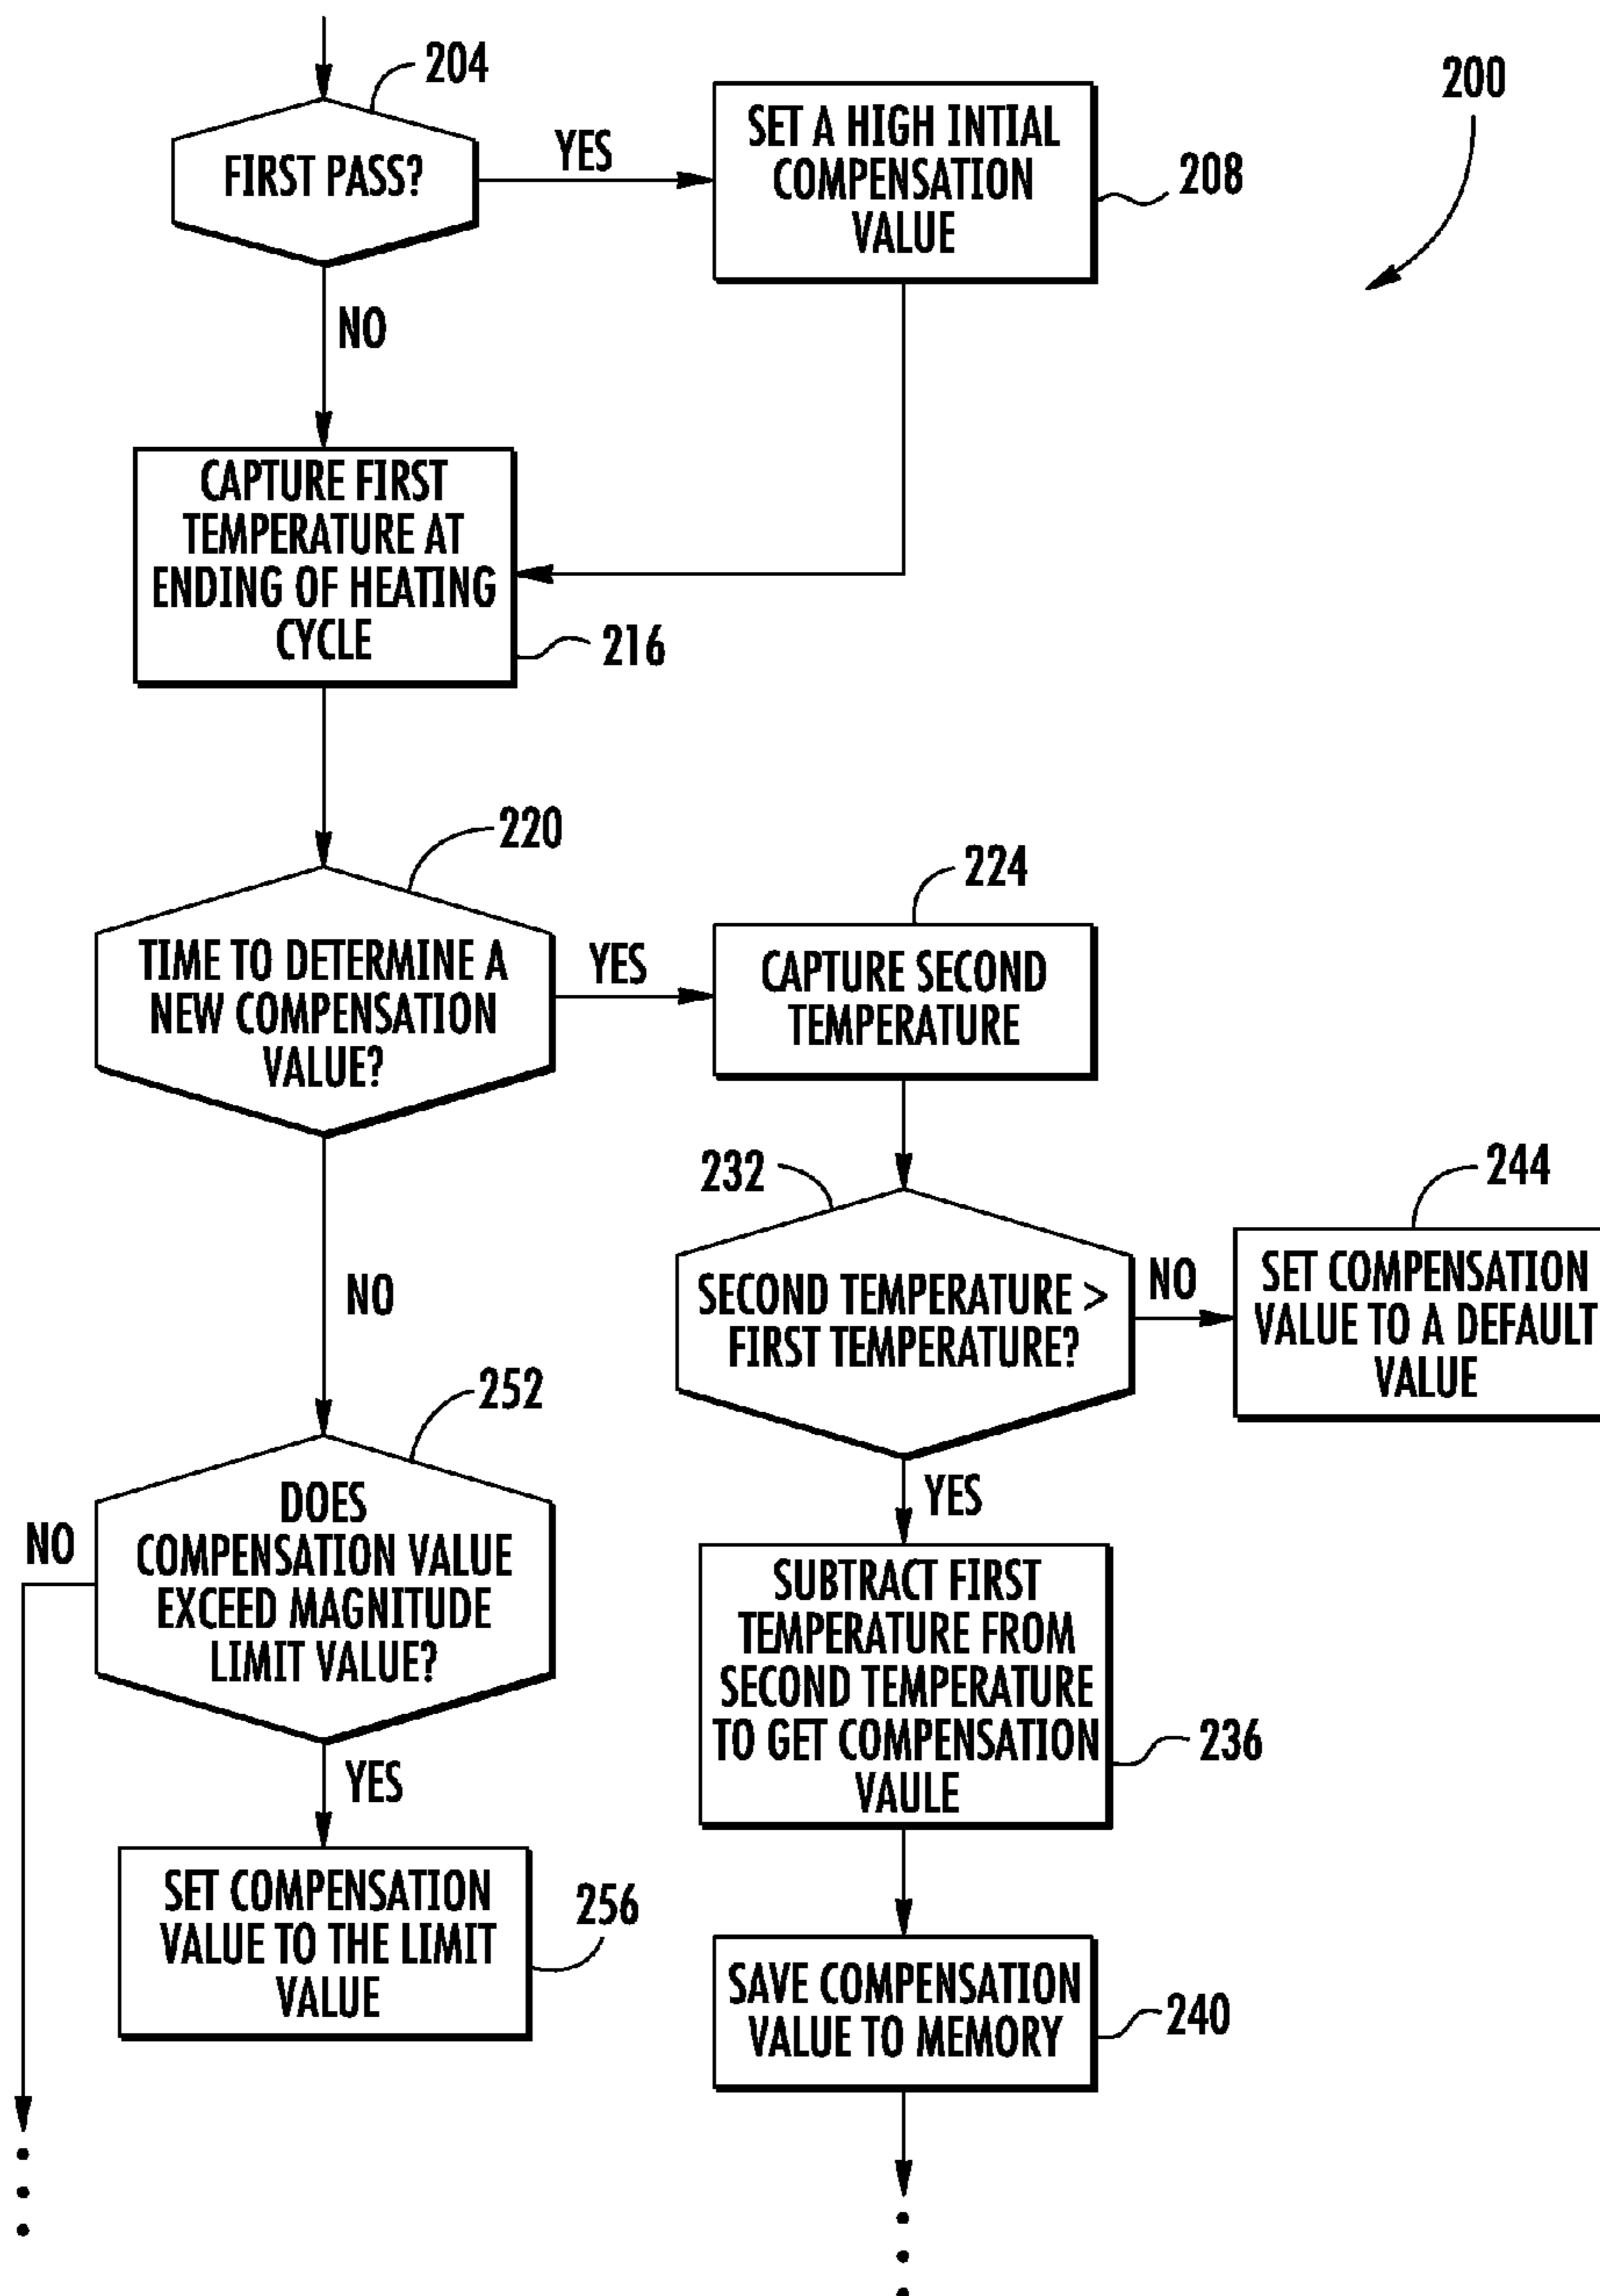 204
200
FIRST PASS?
YES
SET A HIGH INTIAL
COMPENSATION
VALUE
208
NO
CAPTURE FIRST
TEMPERATURE AT
ENDING OF HEATING
CYCLE
216
220
TIME TO DETERMINE A
NEW COMPENSATION
VALUE?
YES
224
CAPTURE SECOND
TEMPERATURE
232
SECOND TEMPERATURE >
FIRST TEMPERATURE?
NO
244
SET COMPENSATION
VALUE TO A DEFAULT
VALUE
NO
252
DOES
COMPENSATION VALUE
EXCEED MAGNITUDE
LIMIT VALUE?
NO
YES
SUBTRACT FIRST
TEMPERATURE FROM
SECOND TEMPERATURE
TO GET COMPENSATION
VAULE
236
YES
SET COMPENSATION
VALUE TO THE LIMIT
VALUE
256
SAVE COMPENSATION
VALUE TO MEMORY
240